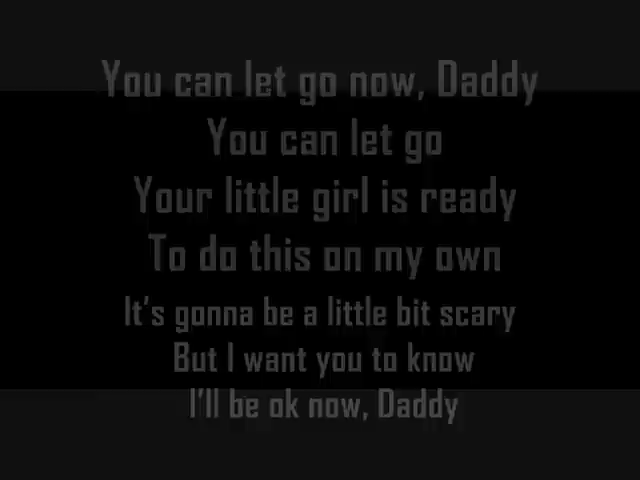 You can let go now, Daddy
You can let go
Your little girl is ready
To do this on my own
It's gonna be a little bit scary
But I want you to know
I'll be ok now, Daddy